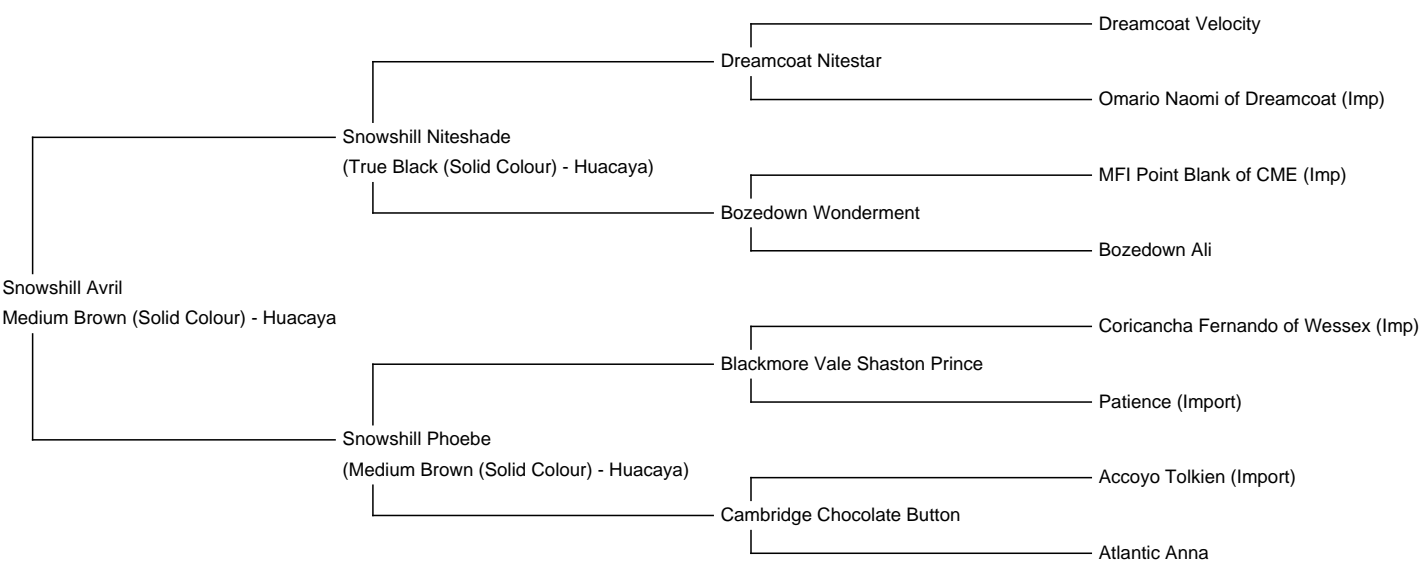 Dreamcoat Velocity
Dreamcoat Nitestar
Omario Naomi of Dreamcoat (Imp)
Snowshill Niteshade
(True Black (Solid Colour) - Huacaya)
MFI Point Blank of CME (Imp)
Bozedown Wonderment
Bozedown Ali
Snowshill Avril
Medium Brown (Solid Colour) - Huacaya
Coricancha Fernando of Wessex (Imp)
Blackmore Vale Shaston Prince
Patience (Import)
Snowshill Phoebe
(Medium Brown (Solid Colour) - Huacaya)
Accoyo Tolkien (Import)
Cambridge Chocolate Button
Atlantic Anna